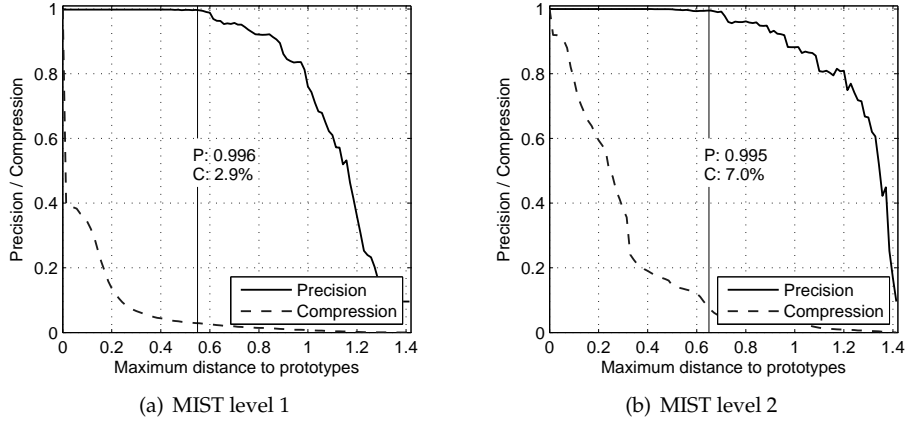 Precision / Compression
1
0.8
0.6
0.4
0.2
0
P: 0.996
C: 2.9%
Precision
Compression
0 0.2 0.4 0.6 0.8 1 1.2 1.4
Maximum distance to prototypes
(a) MIST level 1
Precision / Compression
1
0.8
0.6
0.4
0.2
0
P: 0.995
C: 7.0%
Precision
Compression
0 0.2 0.4 0.6 0.8 1 1.2 1.4
Maximum distance to prototypes
(b) MIST level 2